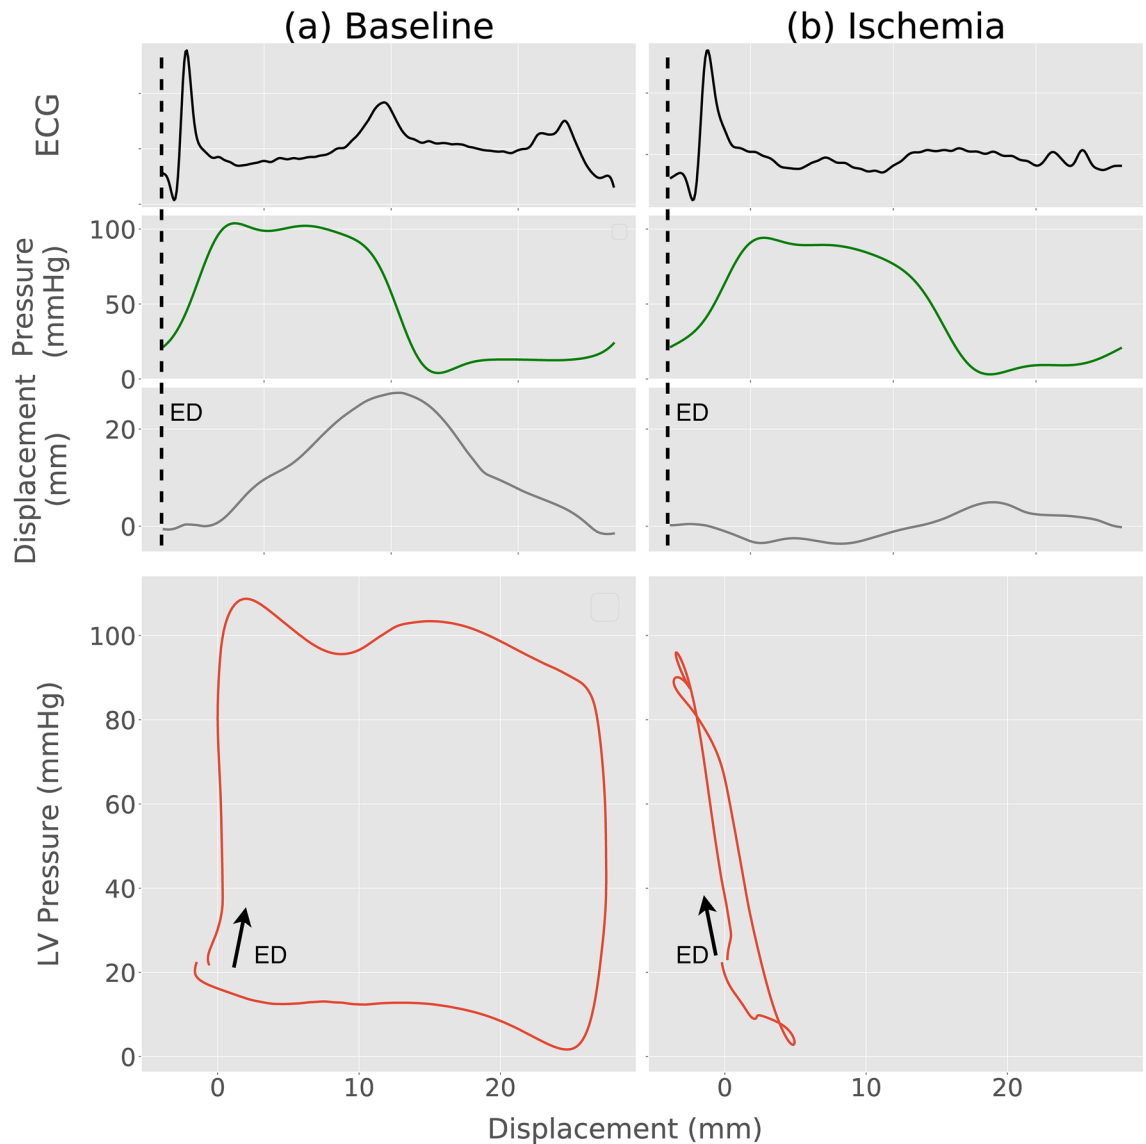 (a) Baseline
(b) Ischemia
ECG
Pressure
(mmHg)
100
50
0
Displacement
(mm)
20
0
ED
ED
LV Pressure (mmHg)
100
80
60
40
20
0
ED
ED
0
10
20
0
10
20
Displacement (mm)